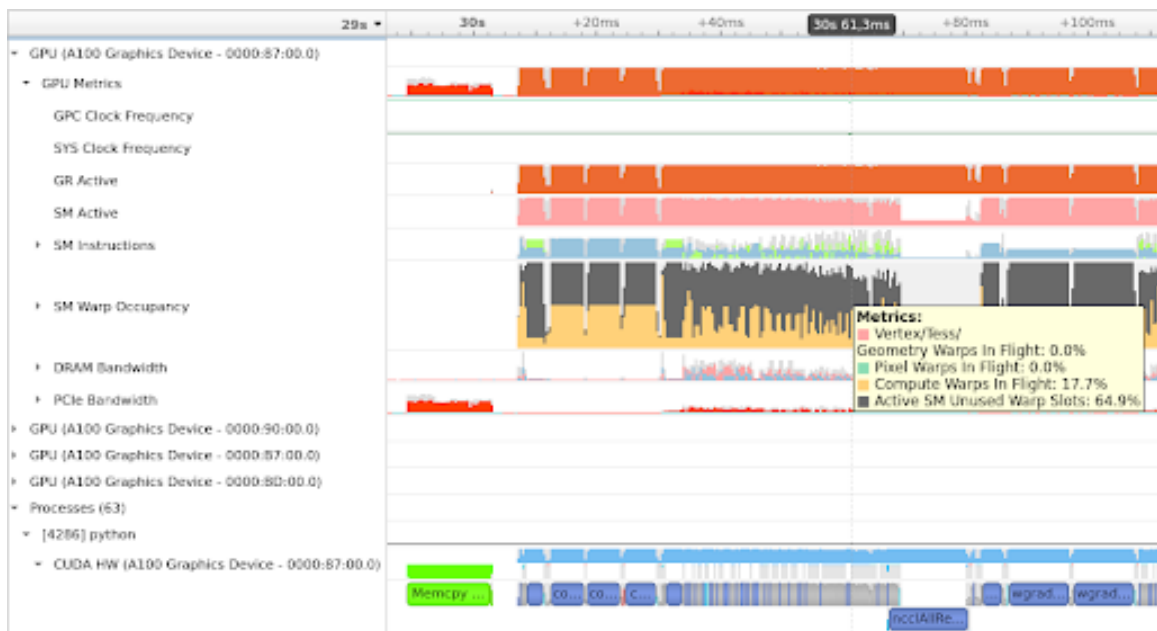 29s 30s +20ms +40ms 30s 61,3ms +80ms +100ms
GPU (A100 Graphics Device - 0000:87:00.0)
GPU Metrics
GPC Clock Frequency
SYS Clock Frequency
GR Active
SM Active
SM Instructions
SM Warp Occupancy
Metrics:
Vertex/Tess/
Geometry Warps In Flight: 0.0%
Pixel Warps In Flight: 0.0%
Compute Warps In Flight: 17.7%
Active SM Unused Warp Slots: 64.9%
DRAM Bandwidth
PCIe Bandwidth
GPU (A100 Graphics Device - 0000:90:00.0)
GPU (A100 Graphics Device - 0000:B7:00.0)
GPU (A100 Graphics Device - 0000:BD:00.0)
Processes (63)
[4286] python
CUDA HW (A100 Graphics Device - 0000:87:00.0)
Memcpy ... co... co... c... ... wgrad... wgrad...
ncclAllRe...